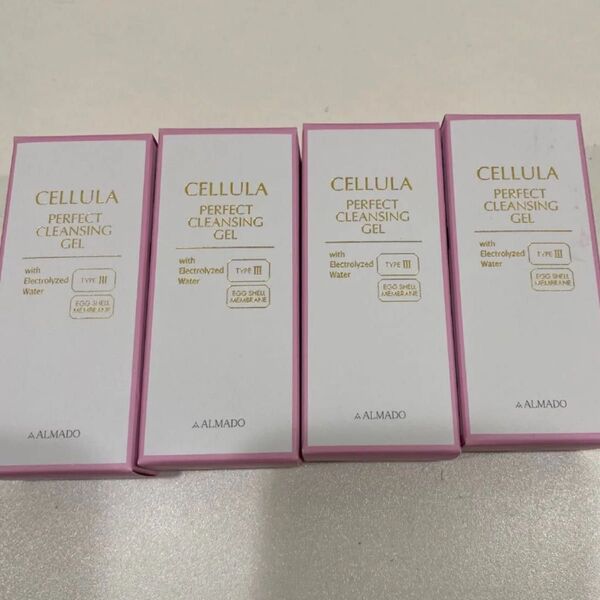 CELLULA
PERFECT
CLEANSING
GEL
with
Electrolyzed
Water
TYPE III
EGG SHELL
MEMBRANE
ALMADO
CELLULA
PERFECT
CLEANSING
GEL
with
Electrolyzed
Water
TYPE III
EGG SHELL
MEMBRANE
ALMADO
CELLULA
PERFECT
CLEANSING
GEL
with
Electrolyzed
Water
TYPE III
EGG SHELL
MEMBRANE
ALMADO
CELLULA
PERFECT
CLEANSING
GEL
with
Electrolyzed
Water
TYPE III
EGG SHELL
MEMBRANE
ALMADO